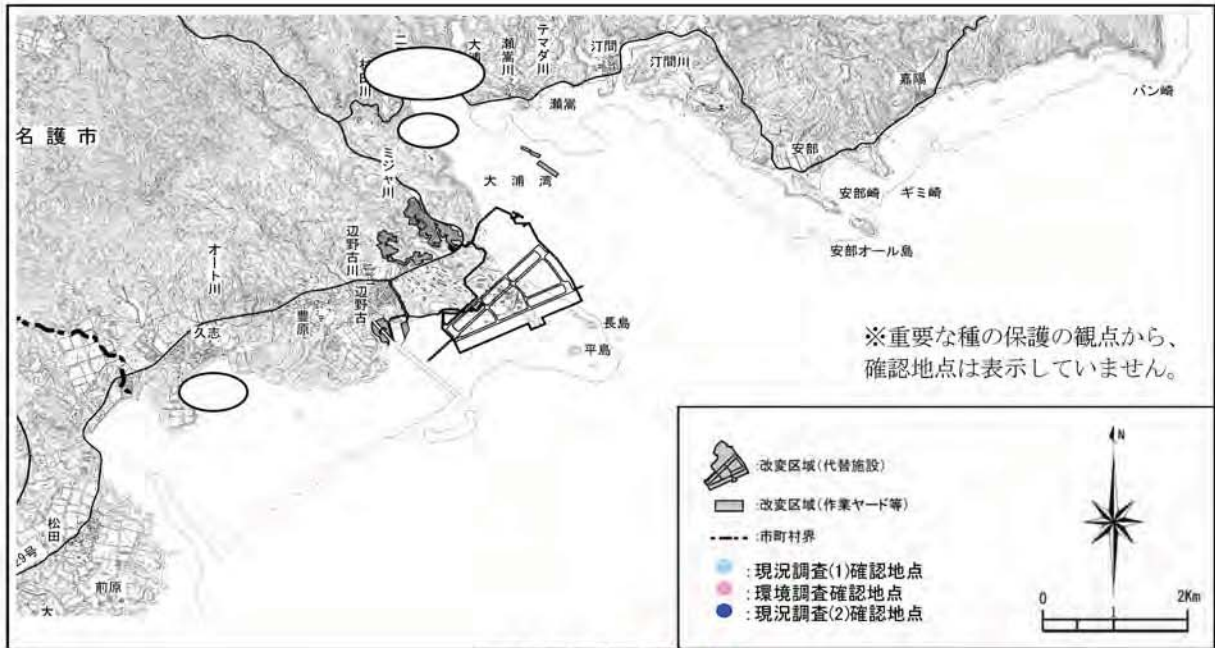 名護市
二
大浦
瀬嵩川
テマダ川
汀間
汀間川
瀬嵩
嘉陽
バン崎
安部
安部崎
ギミ崎
安部オール島
大浦湾
ミジャ川
辺野古川
辺野古
オート川
豊原
久志
長島
平島
松田
前原
大
29号
※重要な種の保護の観点から、
確認地点は表示していません。
:改変区域(代替施設)
:改変区域(作業ヤード等)
:市町村界
:現況調査(1)確認地点
:環境調査確認地点
:現況調査(2)確認地点
N
0 2Km